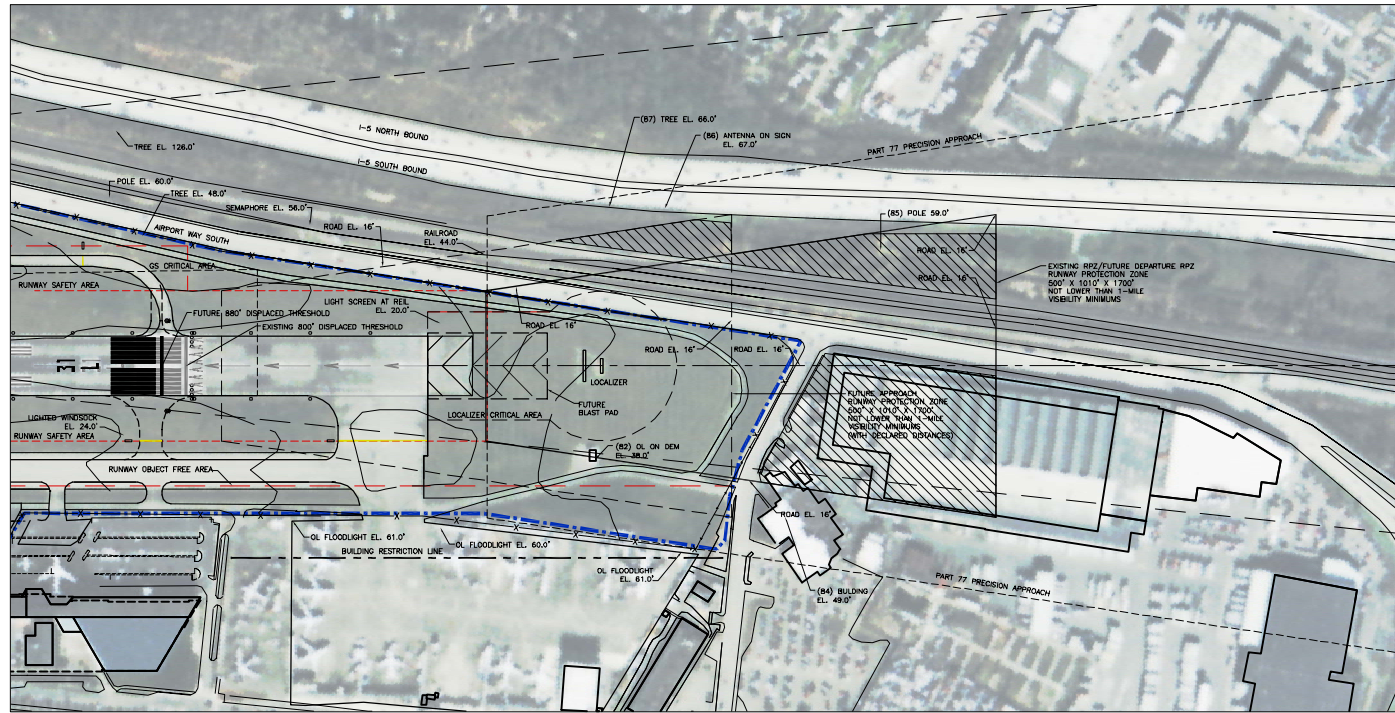 I-5 NORTH BOUND
(87) TREE EL. 66.0'
(86) ANTENNA ON SIGN
EL. 67.0'
TREE EL. 126.0'
PART 77 PRECISION APPROACH
I-5 SOUTH BOUND
POLE EL. 60.0'
TREE EL. 48.0'
SEMAPHORE EL. 56.0'
(85) POLE 59.0'
AIRPORT WAY SOUTH
ROAD EL. 16'
RAILROAD
EL. 44.0'
ROAD EL. 16'
GS CRITICAL AREA
ROAD EL. 16'
EXISTING RPZ/FUTURE DEPARTURE RPZ
RUNWAY PROTECTION ZONE
500' X 1010' X 1700'
NOT LOWER THAN 1-MILE
VISIBILITY MINIMUMS
RUNWAY SAFETY AREA
LIGHT SCREEN AT REIL
EL. 20.0'
FUTURE 880' DISPLACED THRESHOLD
EXISTING 800' DISPLACED THRESHOLD
ROAD EL. 16'
ROAD EL. 16'
ROAD EL. 16'
31
L
LOCALIZER
FUTURE
BLAST PAD
LOCALIZER CRITICAL AREA
FUTURE APPROACH
RUNWAY PROTECTION ZONE
500' X 1010' X 1700'
NOT LOWER THAN 1-MILE
VISIBILITY MINIMUMS
(WITH DECLARED DISTANCES)
LIGHTED WINDSOCK
EL. 24.0'
RUNWAY SAFETY AREA
(82) OL ON DEM
EL. 38.0'
RUNWAY OBJECT FREE AREA
ROAD EL. 16'
OL FLOODLIGHT EL. 61.0'
OL FLOODLIGHT EL. 60.0'
BUILDING RESTRICTION LINE
OL FLOODLIGHT
EL. 61.0'
PART 77 PRECISION APPROACH
(84) BULDING
EL. 49.0'